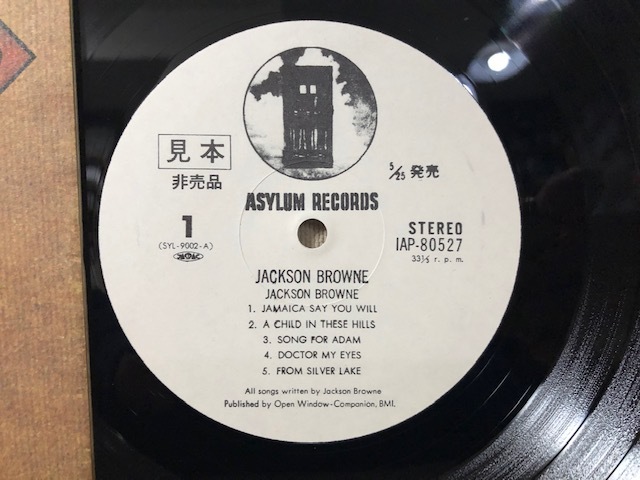 見本
非売品
5/25 発売
ASYLUM RECORDS
1
(SYL-9002-A)
STEREO
IAP-80527
33⅓ r. p. m.
JACKSON BROWNE
JACKSON BROWNE
1. JAMAICA SAY YOU WILL
2. A CHILD IN THESE HILLS
3. SONG FOR ADAM
4. DOCTOR MY EYES
5. FROM SILVER LAKE
All songs written by Jackson Browne
Published by Open Window-Companion, BMI.